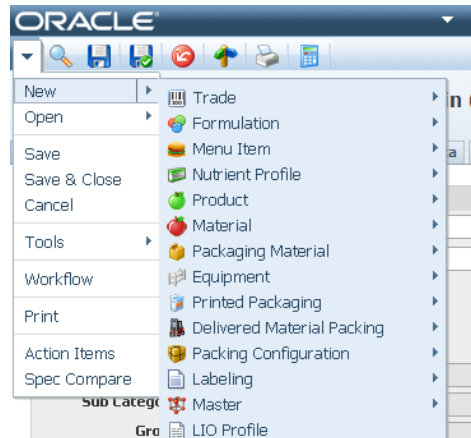 ORACLE
New
Open
Save
Save & Close
Cancel
Tools
Workflow
Print
Action Items
Spec Compare
Trade
Formulation
Menu Item
Nutrient Profile
Product
Material
Packaging Material
Equipment
Printed Packaging
Delivered Material Packing
Packing Configuration
Labeling
Master
LIO Profile
in (
a
Sub Catego
Gro